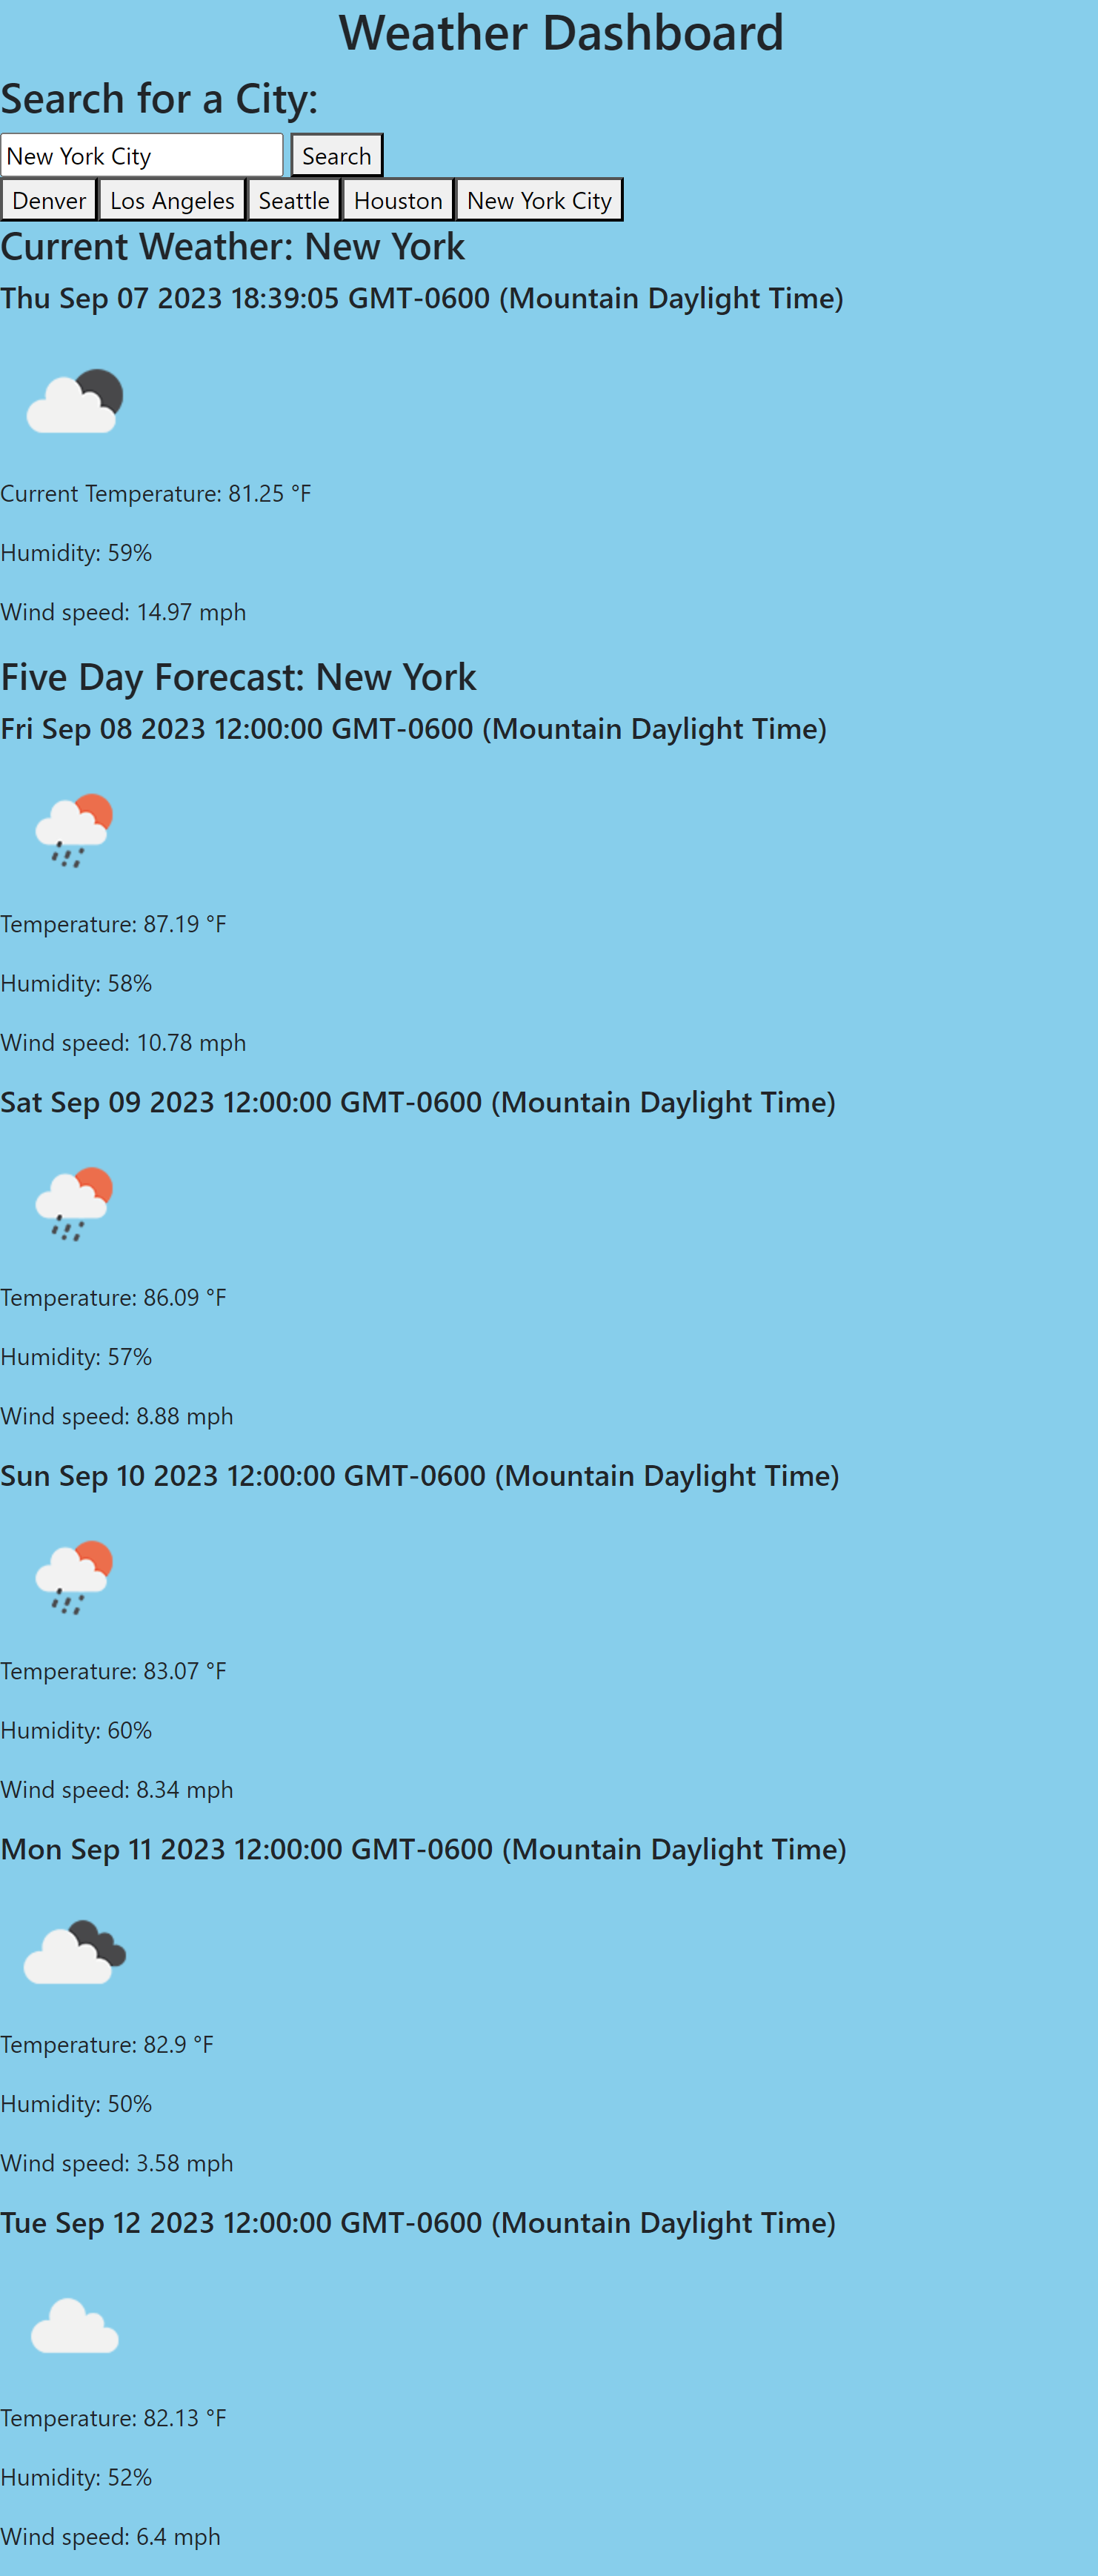 Weather Dashboard
Search for a City:
New York City Search
Denver Los Angeles Seattle Houston New York City
Current Weather: New York
Thu Sep 07 2023 18:39:05 GMT-0600 (Mountain Daylight Time)
Current Temperature: 81.25 °F
Humidity: 59%
Wind speed: 14.97 mph
Five Day Forecast: New York
Fri Sep 08 2023 12:00:00 GMT-0600 (Mountain Daylight Time)
Temperature: 87.19 °F
Humidity: 58%
Wind speed: 10.78 mph
Sat Sep 09 2023 12:00:00 GMT-0600 (Mountain Daylight Time)
Temperature: 86.09 °F
Humidity: 57%
Wind speed: 8.88 mph
Sun Sep 10 2023 12:00:00 GMT-0600 (Mountain Daylight Time)
Temperature: 83.07 °F
Humidity: 60%
Wind speed: 8.34 mph
Mon Sep 11 2023 12:00:00 GMT-0600 (Mountain Daylight Time)
Temperature: 82.9 °F
Humidity: 50%
Wind speed: 3.58 mph
Tue Sep 12 2023 12:00:00 GMT-0600 (Mountain Daylight Time)
Temperature: 82.13 °F
Humidity: 52%
Wind speed: 6.4 mph